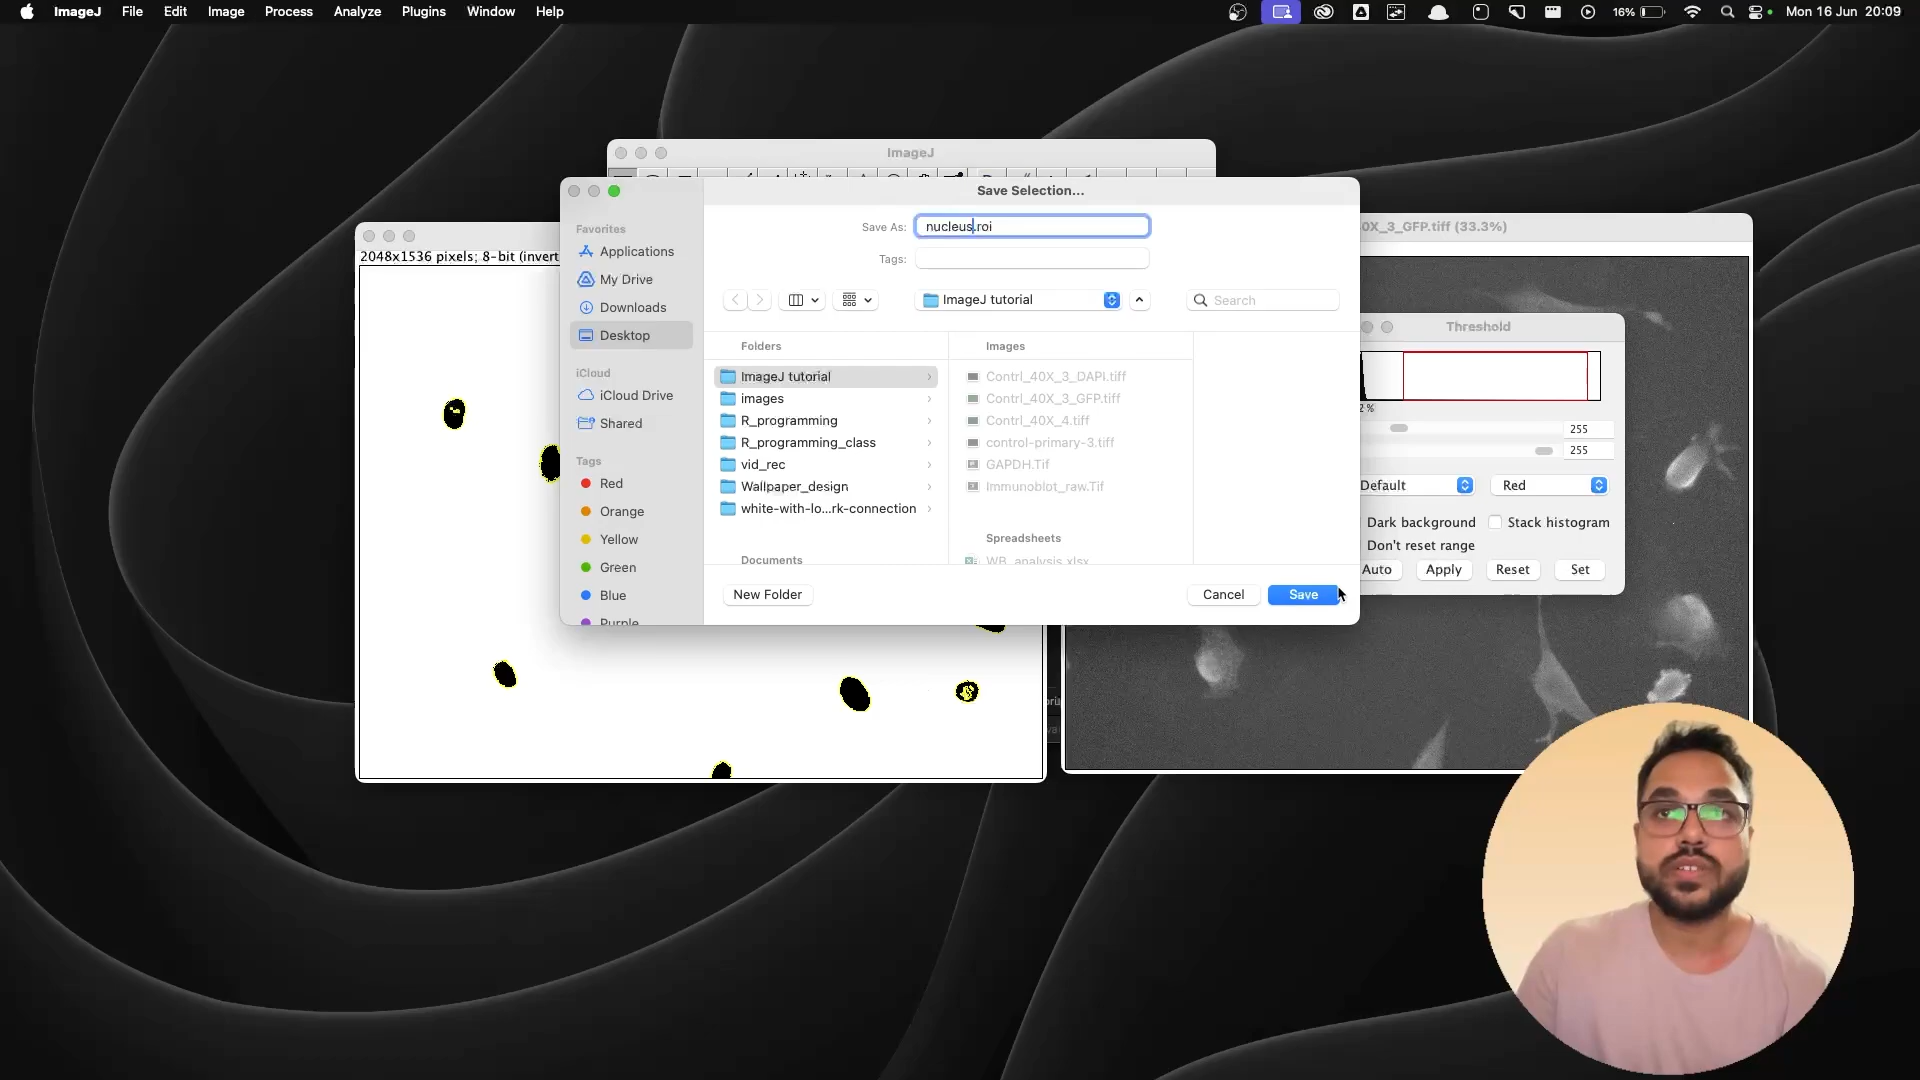 ImageJ File Edit Image Process Analyze Plugins Window Help
16% Mon 16 Jun 20:09
ImageJ
2048x1536 pixels; 8-bit (invert
Save Selection...
Save As: nucleus.roi
Tags:
ImageJ tutorial
Search
Favorites
Applications
My Drive
Downloads
Desktop
iCloud
iCloud Drive
Shared
Tags
Red
Orange
Yellow
Green
Blue
Purple
Folders
ImageJ tutorial
images
R_programming
R_programming_class
vid_rec
Wallpaper_design
white-with-lo...rk-connection
Documents
Images
Contrl_40X_3_DAPI.tiff
Contrl_40X_3_GFP.tiff
Contrl_40X_4.tiff
control-primary-3.tiff
GAPDH.Tif
Immunoblot_raw.Tif
Spreadsheets
WB_analysis.xlsx
New Folder
Cancel
Save
0X_3_GFP.tiff (33.3%)
Threshold
2 %
255
255
Default
Red
Dark background
Stack histogram
Don't reset range
Auto
Apply
Reset
Set